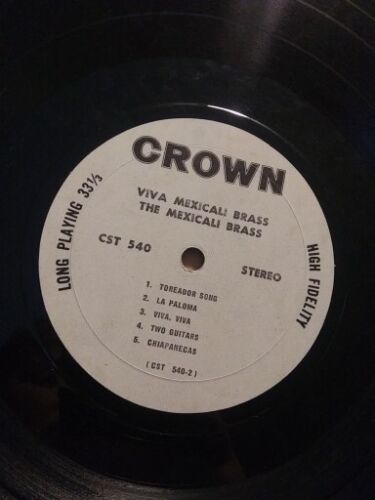 CROWN
VIVA MEXICALI BRASS
THE MEXICALI BRASS
CST 540
STEREO
LONG PLAYING 33⅓
HIGH FIDELITY
1. TOREADOR SONG
2. LA PALOMA
3. VIVA, VIVA
4. TWO GUITARS
5. CHIAPANECAS
(CST 540-2)